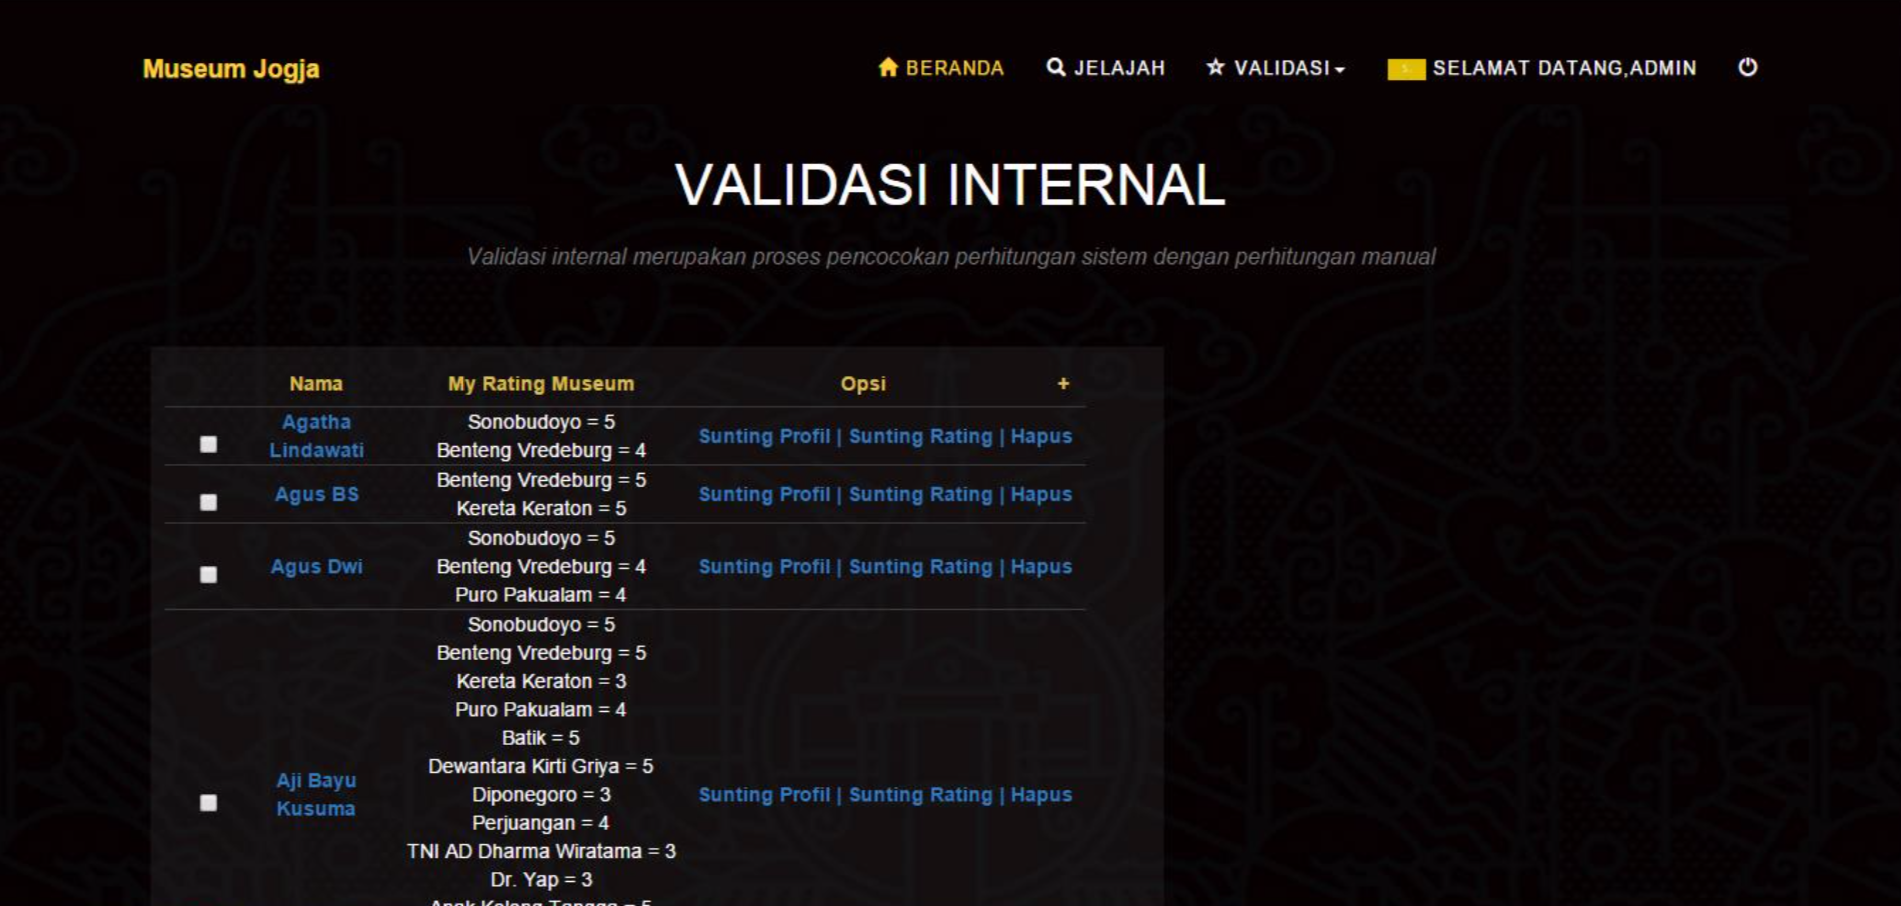 Museum Jogja
BERANDA JELAJAH VALIDASI SELAMAT DATANG,ADMIN
VALIDASI INTERNAL
Validasi internal merupakan proses pencocokan perhitungan sistem dengan perhitungan manual
Nama My Rating Museum Opsi +
Agatha Lindawati
Sonobudoyo = 5
Benteng Vredeburg = 4
Sunting Profil | Sunting Rating | Hapus
Agus BS
Benteng Vredeburg = 5
Kereta Keraton = 5
Sunting Profil | Sunting Rating | Hapus
Agus Dwi
Sonobudoyo = 5
Benteng Vredeburg = 4
Puro Pakualam = 4
Sunting Profil | Sunting Rating | Hapus
Aji Bayu
Kusuma
Sonobudoyo = 5
Benteng Vredeburg = 5
Kereta Keraton = 3
Puro Pakualam = 4
Batik = 5
Dewantara Kirti Griya = 5
Diponegoro = 3
Perjuangan = 4
TNI AD Dharma Wiratama = 3
Dr. Yap = 3
Sunting Profil | Sunting Rating | Hapus